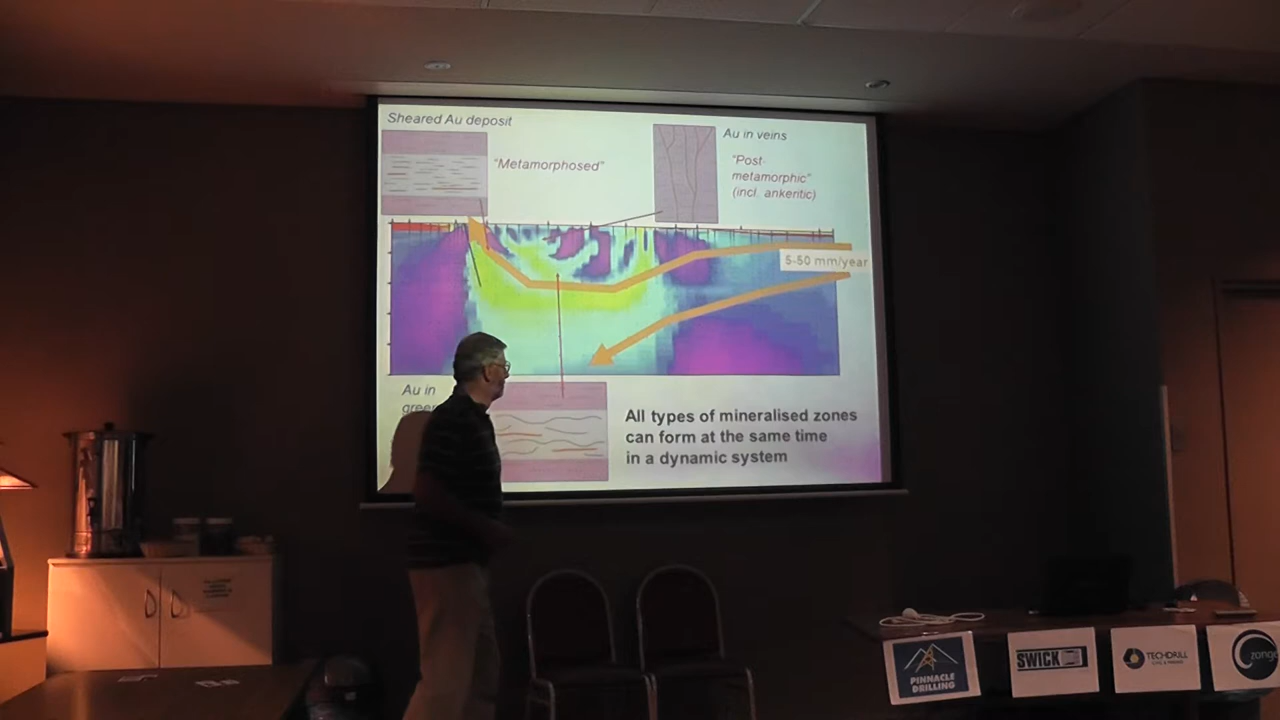 Sheared Au deposit
"Metamorphosed"
Au in veins
"Post-
metamorphic"
(incl. ankeritic)
5-50 mm/year
Au in
All types of mineralised zones
can form at the same time
in a dynamic system
PINNACLE
DRILLING
SWICK
TECHDRILL